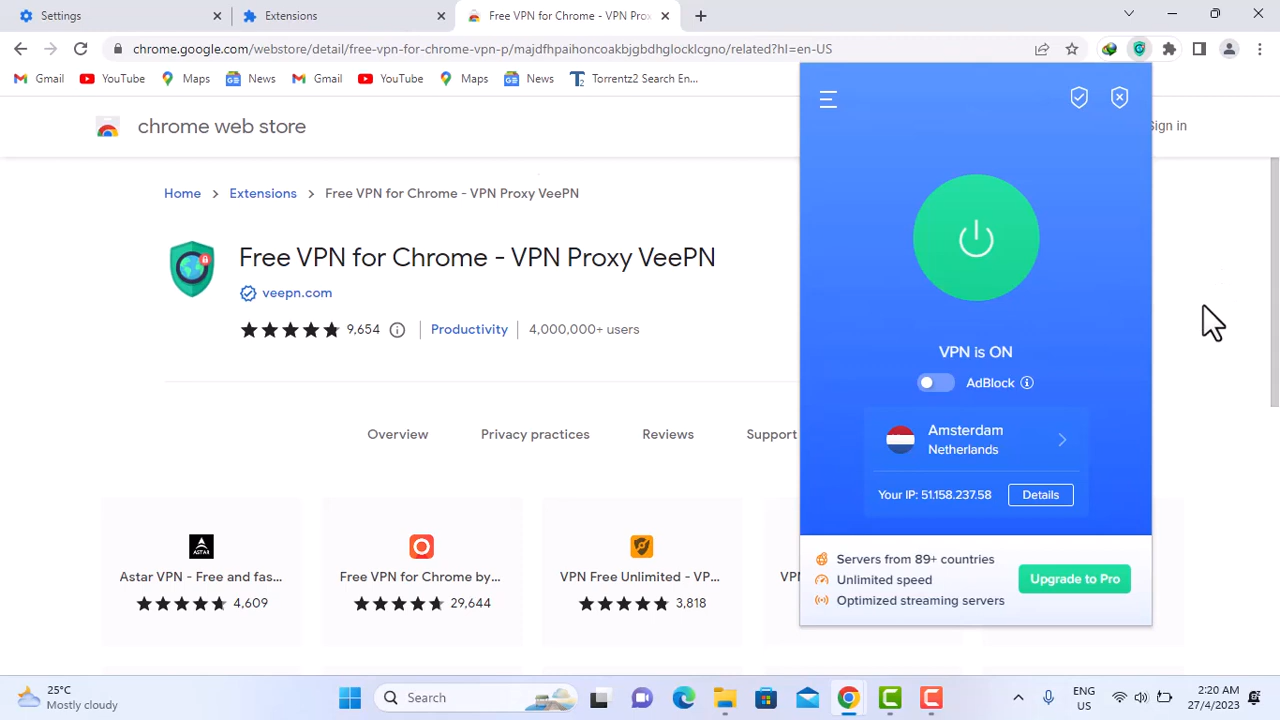 Settings
Extensions
Free VPN for Chrome - VPN Prox
chrome.google.com/webstore/detail/free-vpn-for-chrome-vpn-p/majdfhpaihoncoakbjgbdhglocklcgno/related?hl=en-US
Gmail YouTube Maps News Gmail YouTube Maps News Torrentz2 Search En...
chrome web store
Sign in
Home > Extensions > Free VPN for Chrome - VPN Proxy VeePN
Free VPN for Chrome - VPN Proxy VeePN
veepn.com
9,654 Productivity 4,000,000+ users
Overview Privacy practices Reviews Support
ASTAR
Astar VPN - Free and fas...
4,609
Free VPN for Chrome by...
29,644
VPN Free Unlimited - VP...
3,818
VPN is ON
AdBlock
Amsterdam
Netherlands
Your IP: 51.158.237.58 Details
Servers from 89+ countries
Unlimited speed
Optimized streaming servers
Upgrade to Pro
25°C
Mostly cloudy
Search
ENG
US
2:20 AM
27/4/2023